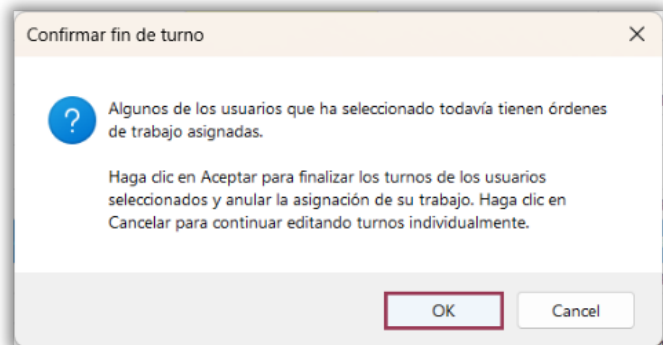 Confirmar fin de turno
Algunos de los usuarios que ha seleccionado todavía tienen órdenes
de trabajo asignadas.
Haga clic en Aceptar para finalizar los turnos de los usuarios
seleccionados y anular la asignación de su trabajo. Haga clic en
Cancelar para continuar editando turnos individualmente.
OK
Cancel